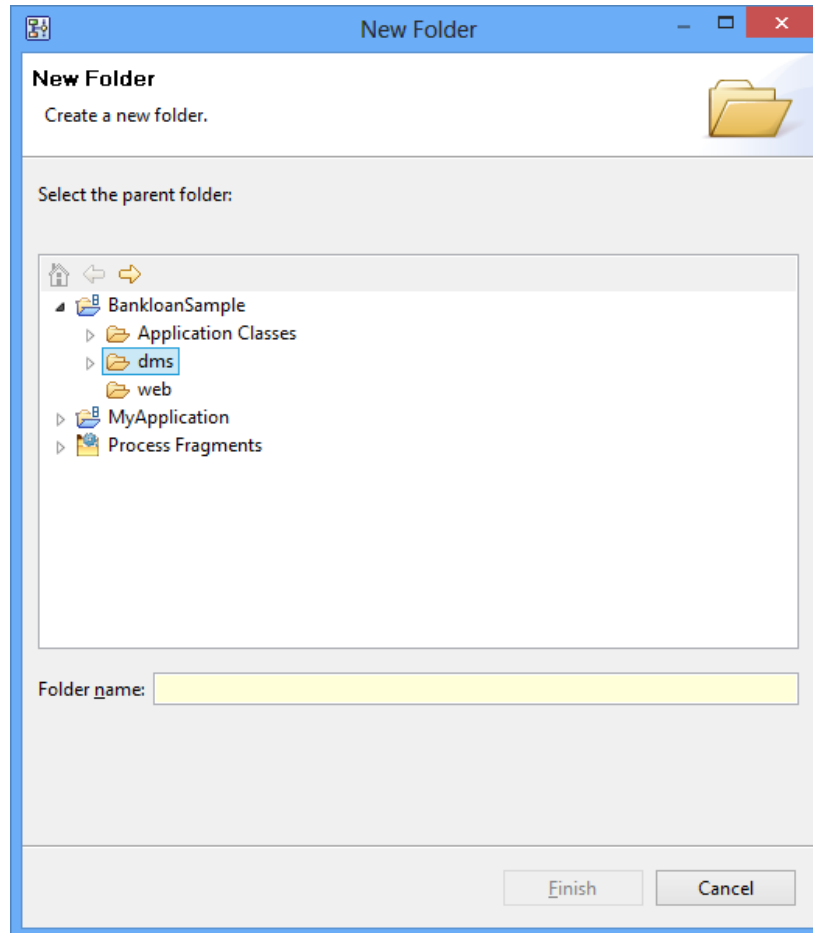 New Folder
New Folder
Create a new folder.
Select the parent folder:
BankloanSample
Application Classes
dms
web
MyApplication
Process Fragments
Folder name:
Finish Cancel